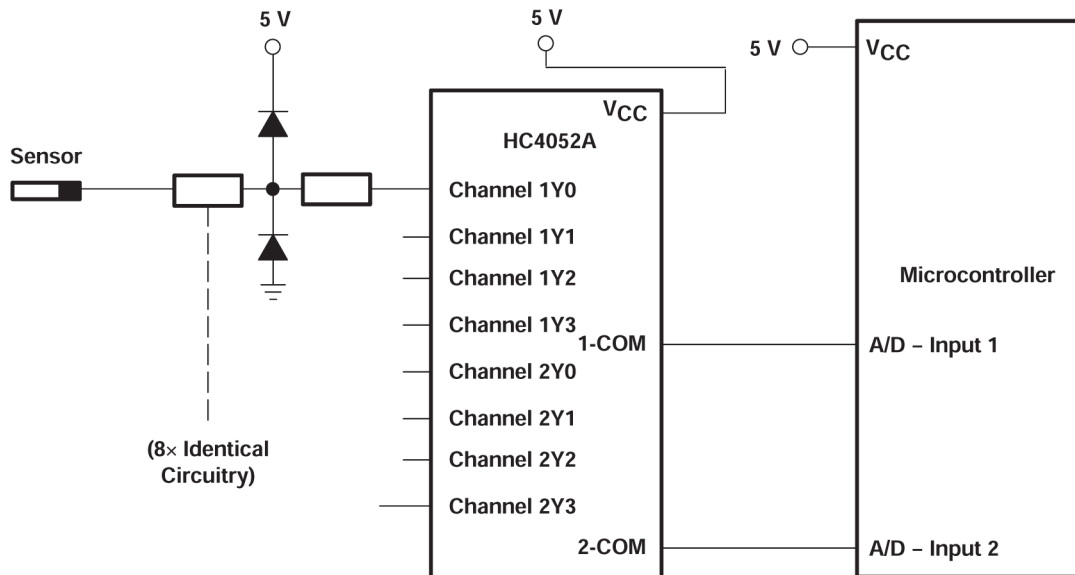 5 V
5 V
5 V
VCC
VCC
HC4052A
Sensor
Channel 1Y0
Channel 1Y1
Channel 1Y2
Channel 1Y3
1-COM
Channel 2Y0
Channel 2Y1
Channel 2Y2
Channel 2Y3
2-COM
Microcontroller
A/D – Input 1
A/D – Input 2
(8× Identical
Circuitry)